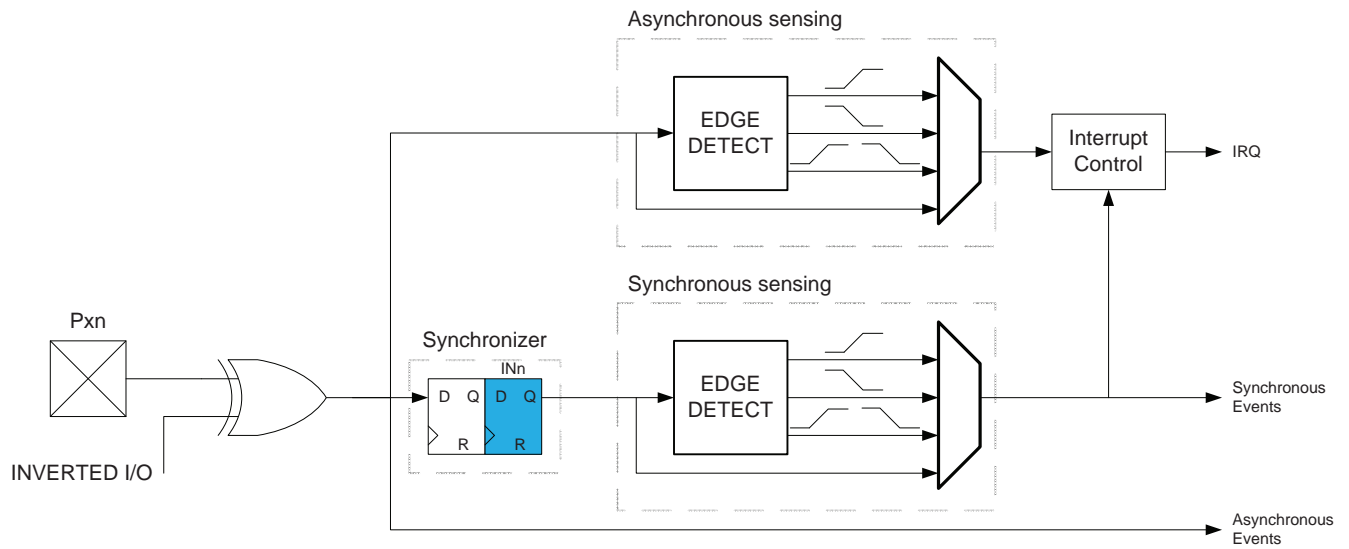 Asynchronous sensing
EDGE
DETECT
Interrupt
Control
IRQ
Synchronous sensing
Pxn
Synchronizer
INn
D Q D Q
R R
EDGE
DETECT
Synchronous
Events
INVERTED I/O
Asynchronous
Events